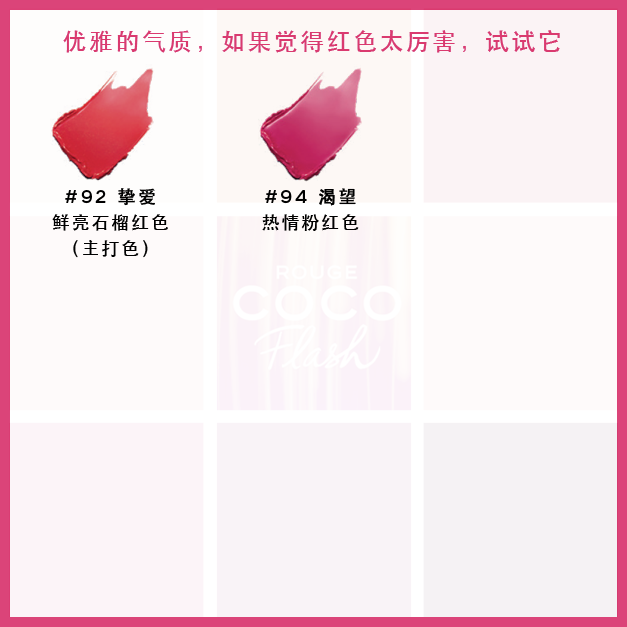 优雅的气质，如果觉得红色太厉害，试试它
#92 挚爱
鲜亮石榴红色
(主打色)
#94 渴望
热情粉红色
ROUGE
COCO
Flash